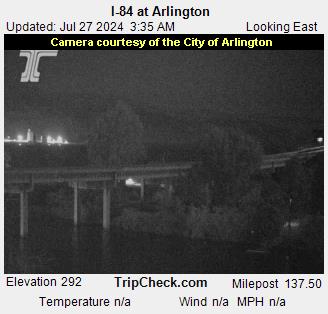 I-84 at Arlington
Updated: Jul 27 2024 3:35 AM Looking East
Camera courtesy of the City of Arlington
Elevation 292 TripCheck.com Milepost 137.50
Temperature n/a Wind n/a MPH n/a